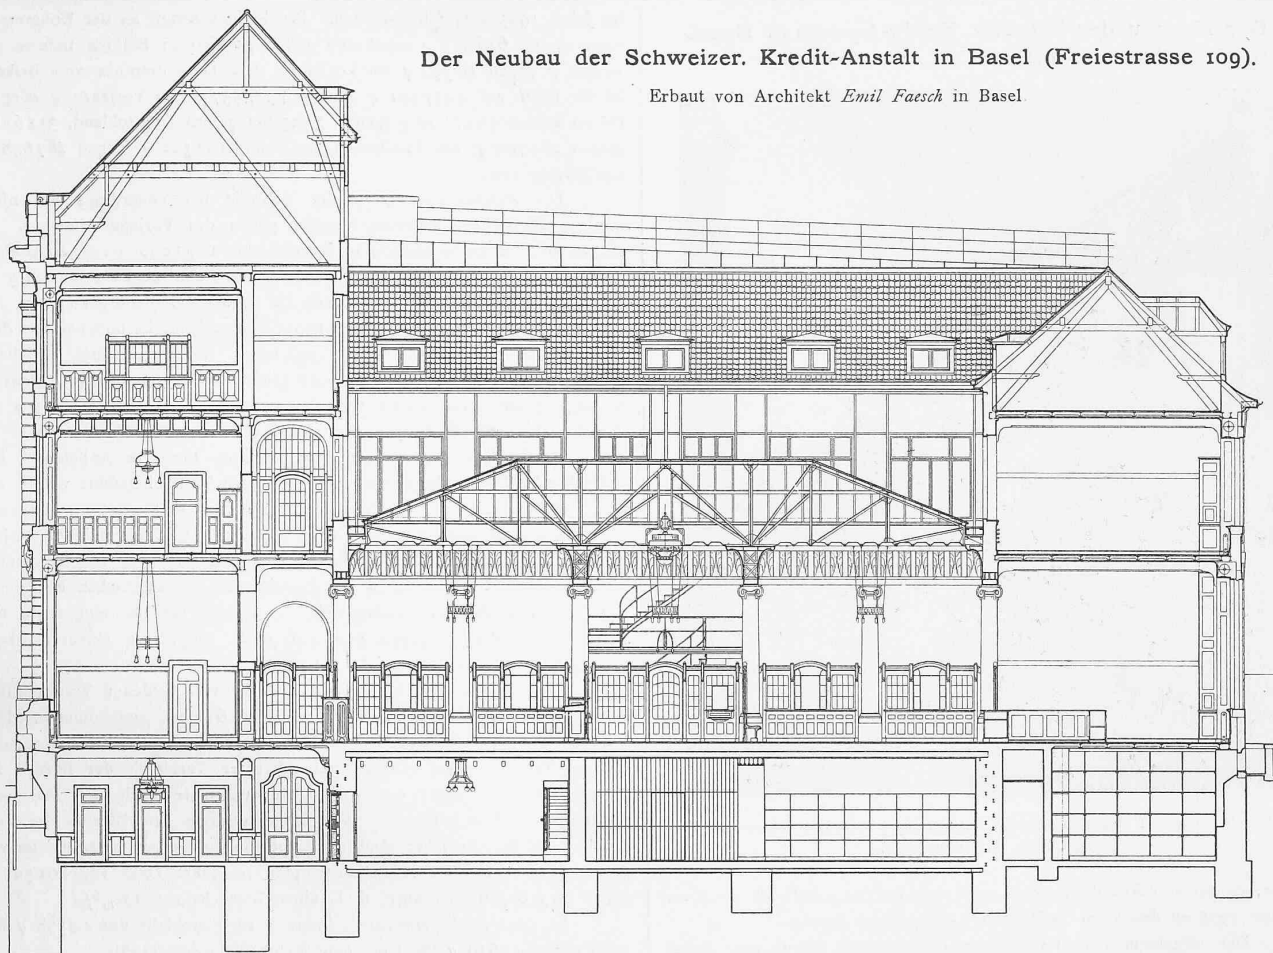 Der Neubau der Schweizer. Kredit-Anstalt in Basel (Freiestrasse 109).
Erbaut von Architekt Emil Faesch in Basel.